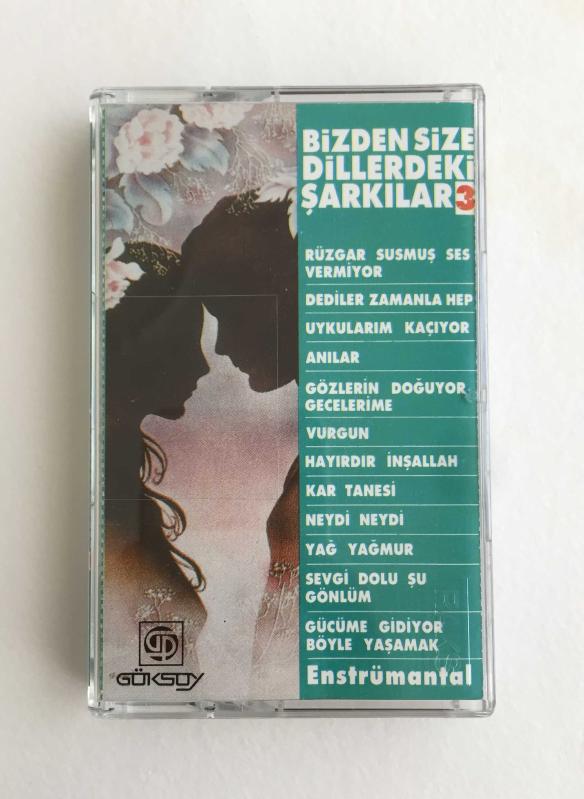 BİZDEN SİZE
DİLLERDEKİ
ŞARKILAR 3
RÜZGAR SUSMUŞ SES
VERMİYOR
DEDİLER ZAMANLA HEP
UYKULARIM KAÇIYOR
ANILAR
GÖZLERİN DOĞUYOR
GECELERİME
VURGUN
HAYIRDIR İNŞALLAH
KAR TANESİ
NEYDİ NEYDİ
YAĞ YAĞMUR
SEVGİ DOLU ŞU
GÖNLÜM
GÜCÜME GİDİYOR
BÖYLE YAŞAMAK
Enstrümantal
GÖKSOY